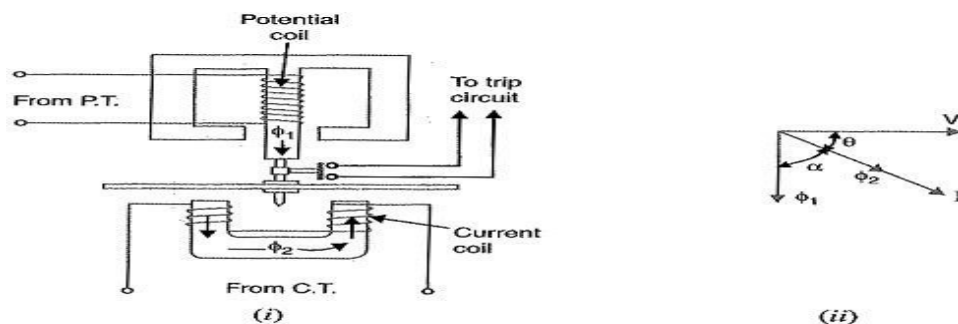 Potential
coil
To trip
circuit
From P.T.
ϕ₁
V
θ
α
ϕ₂
I
ϕ₁
ϕ₂
Current
coil
From C.T.
(i)
(ii)